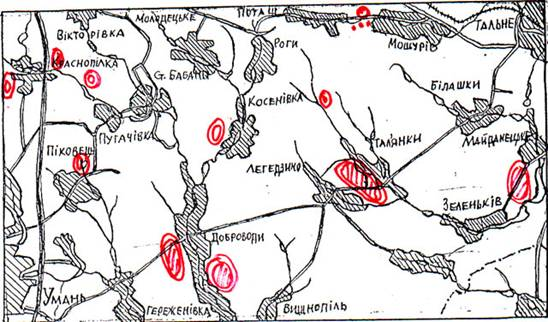 Молодецьке
Поташ
Тальне
Вікторівка
Роги
Мошурів
Краснопілка
Ст. Бабани
Білашки
Косенівка
Пугачівка
Тальянки
Майданецьке
Піковець
Легедзино
Зеленьків
Доброводи
Умань
Гереженівка
Вишнопіль